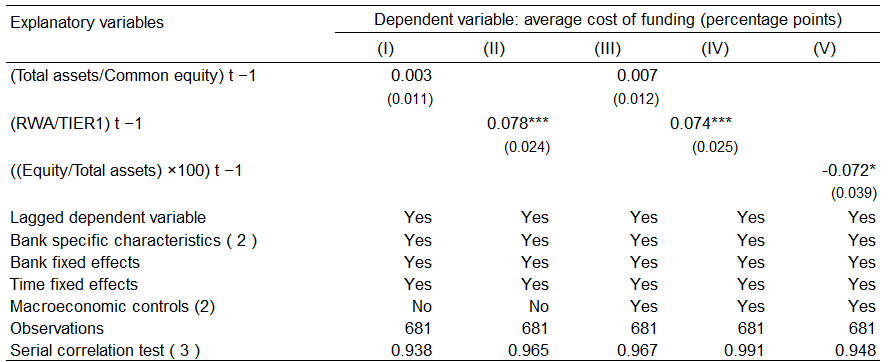 Explanatory variables Dependent variable: average cost of funding (percentage points)
(I) (II) (III) (IV) (V)
(Total assets/Common equity) t −1 0.003 0.007
(0.011) (0.012)
(RWA/TIER1) t −1 0.078*** 0.074***
(0.024) (0.025)
((Equity/Total assets) ×100) t −1 -0.072*
(0.039)
Lagged dependent variable Yes Yes Yes Yes Yes
Bank specific characteristics ( 2 ) Yes Yes Yes Yes Yes
Bank fixed effects Yes Yes Yes Yes Yes
Time fixed effects Yes Yes Yes Yes Yes
Macroeconomic controls (2) No No Yes Yes Yes
Observations 681 681 681 681 681
Serial correlation test ( 3 ) 0.938 0.965 0.967 0.991 0.948